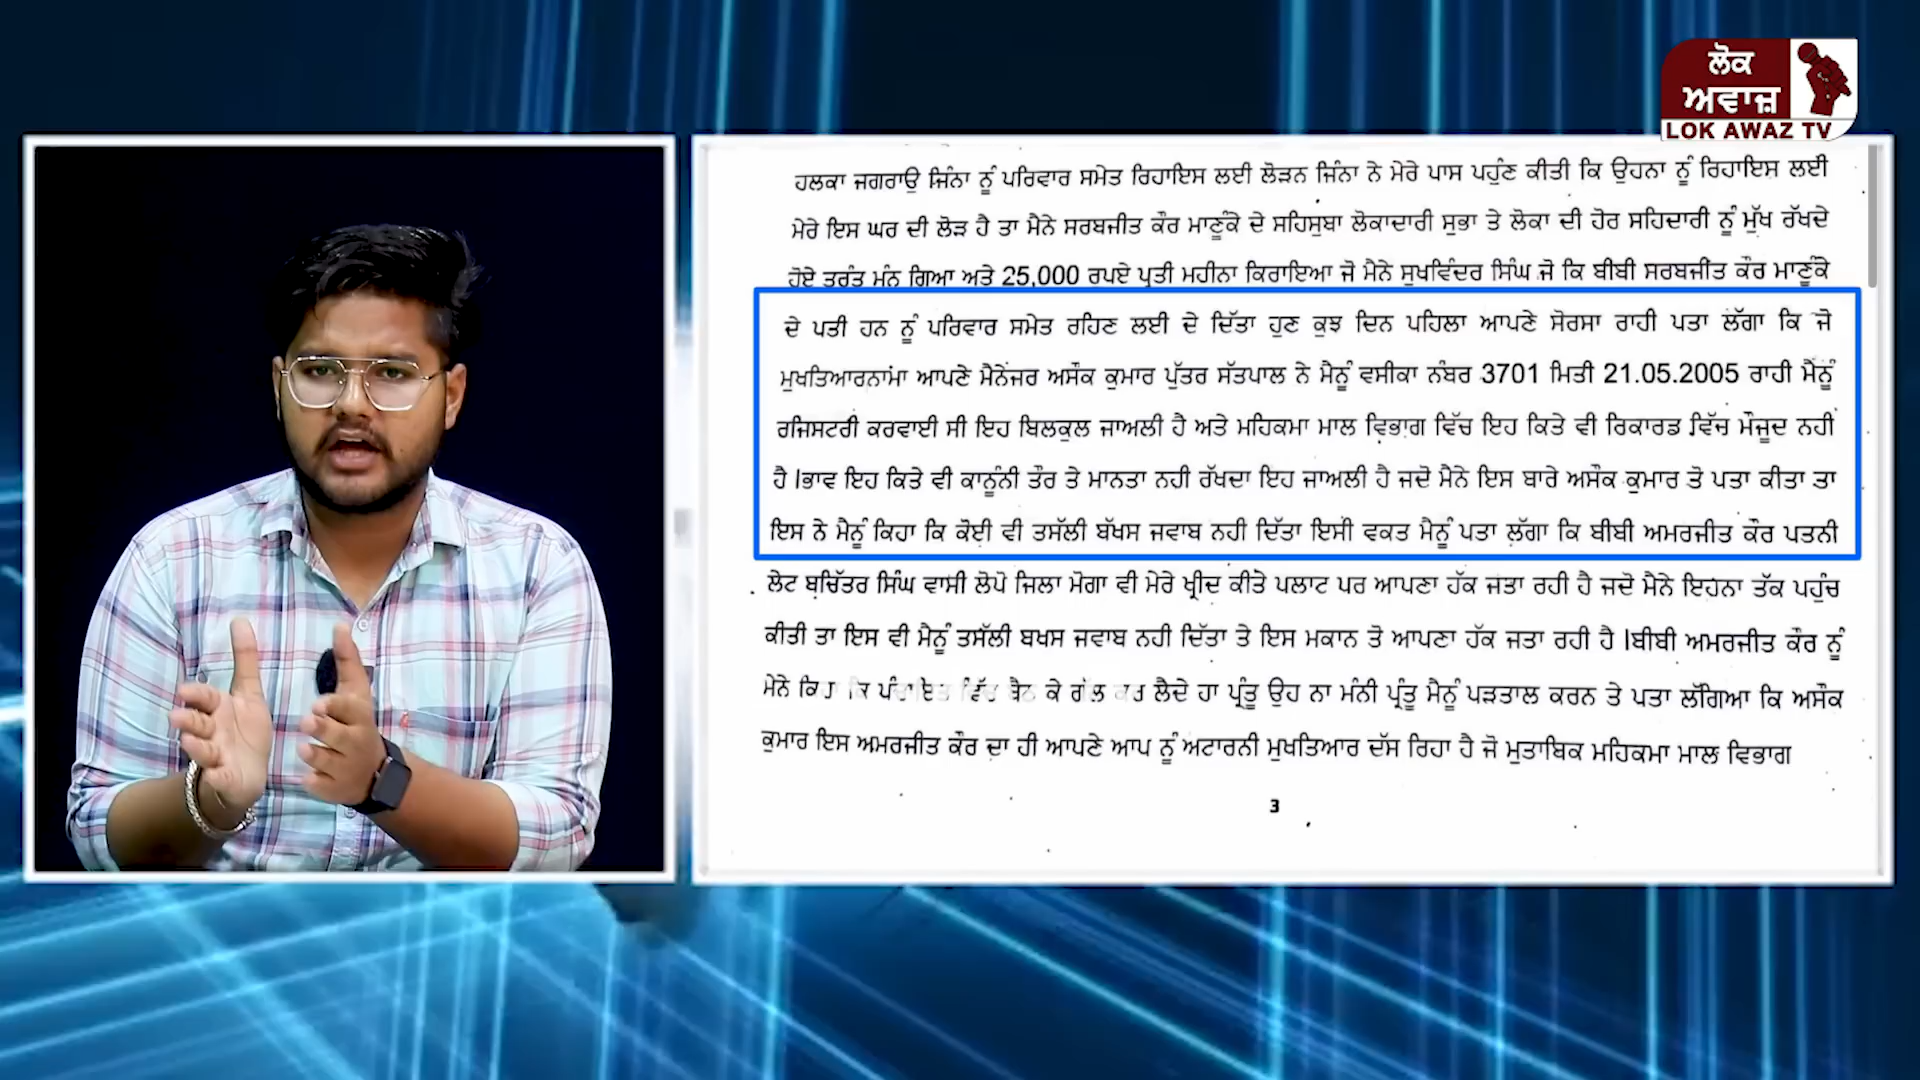 ਲੋਕ
ਅਵਾਜ਼
LOK AWAZ TV
ਹਲਕਾ ਜਗਰਾਉ ਜਿੰਨਾ ਨੂੰ ਪਰਿਵਾਰ ਸਮੇਤ ਰਿਹਾਇਸ ਲਈ ਲੋੜਨ ਜਿੰਨਾ ਨੇ ਮੇਰੇ ਪਾਸ ਪਹੁੰਣ ਕੀਤੀ ਕਿ ਉਹਨਾ ਨੂੰ ਰਿਹਾਇਸ ਲਈ
ਮੇਰੇ ਇਸ ਘਰ ਦੀ ਲੋੜ ਹੈ ਤਾ ਮੈਨੇ ਸਰਬਜੀਤ ਕੌਰ ਮਾਣੂੰਕੇ ਦੇ ਸਹਿਸੁਬਾ ਲੋਕਾਦਾਰੀ ਸੁਭਾ ਤੇ ਲੋਕਾ ਦੀ ਹੋਰ ਸਹਿਦਾਰੀ ਨੂੰ ਮੁੱਖ ਰੱਖਦੇ
ਹੋਏ ਤੁਰੰਤ ਮੰਨ ਗਿਆ ਅਤੇ 25,000 ਰਪਏ ਪ੍ਰਤੀ ਮਹੀਨਾ ਕਿਰਾਇਆ ਜੋ ਮੈਨੇ ਸੁਖਵਿੰਦਰ ਸਿੰਘ ਜੋ ਕਿ ਬੀਬੀ ਸਰਬਜੀਤ ਕੌਰ ਮਾਣੂੰਕੇ
ਦੇ ਪਤੀ ਹਨ ਨੂੰ ਪਰਿਵਾਰ ਸਮੇਤ ਰਹਿਣ ਲਈ ਦੇ ਦਿੱਤਾ ਹੁਣ ਕੁਝ ਦਿਨ ਪਹਿਲਾ ਆਪਣੇ ਸੋਰਸਾ ਰਾਹੀ ਪਤਾ ਲੱਗਾ ਕਿ ਜੋ
ਮੁਖਤਿਆਰਨਾਂਮਾ ਆਪਣੇ ਮੈਨੇਂਜਰ ਅਸੌਕ ਕੁਮਾਰ ਪੁੱਤਰ ਸੱਤਪਾਲ ਨੇ ਮੈਨੂੰ ਵਸੀਕਾ ਨੰਬਰ 3701 ਮਿਤੀ 21.05.2005 ਰਾਹੀ ਮੈਨੂੰ
ਰਜਿਸਟਰੀ ਕਰਵਾਈ ਸੀ ਇਹ ਬਿਲਕੁਲ ਜਾਅਲੀ ਹੈ ਅਤੇ ਮਹਿਕਮਾ ਮਾਲ ਵਿਭਾਗ ਵਿੱਚ ਇਹ ਕਿਤੇ ਵੀ ਰਿਕਾਰਡ ਵਿੱਚ ਮੌਜੂਦ ਨਹੀ
ਹੈ ।ਭਾਵ ਇਹ ਕਿਤੇ ਵੀ ਕਾਨੂੰਨੀ ਤੌਰ ਤੇ ਮਾਨਤਾ ਨਹੀ ਰੱਖਦਾ ਇਹ ਜਾਅਲੀ ਹੈ ਜਦੋ ਮੈਨੇ ਇਸ ਬਾਰੇ ਅਸੌਕ ਕੁਮਾਰ ਤੋ ਪਤਾ ਕੀਤਾ ਤਾ
ਇਸ ਨੇ ਮੈਨੂੰ ਕਿਹਾ ਕਿ ਕੋਈ ਵੀ ਤਸੱਲੀ ਬੱਖਸ ਜਵਾਬ ਨਹੀ ਦਿੱਤਾ ਇਸੀ ਵਕਤ ਮੈਨੂੰ ਪਤਾ ਲੱਗਾ ਕਿ ਬੀਬੀ ਅਮਰਜੀਤ ਕੌਰ ਪਤਨੀ
ਲੇਟ ਬਚਿੱਤਰ ਸਿੰਘ ਵਾਸੀ ਲੋਪੋ ਜਿਲਾ ਮੋਗਾ ਵੀ ਮੇਰੇ ਖ੍ਰੀਦ ਕੀਤੇ ਪਲਾਟ ਪਰ ਆਪਣਾ ਹੱਕ ਜਤਾ ਰਹੀ ਹੈ ਜਦੋ ਮੈਨੇ ਇਹਨਾ ਤੱਕ ਪਹੁੰਚ
ਕੀਤੀ ਤਾ ਇਸ ਵੀ ਮੈਨੂੰ ਤਸੱਲੀ ਬਖਸ ਜਵਾਬ ਨਹੀ ਦਿੱਤਾ ਤੇ ਇਸ ਮਕਾਨ ਤੋ ਆਪਣਾ ਹੱਕ ਜਤਾ ਰਹੀ ਹੈ ।ਬੀਬੀ ਅਮਰਜੀਤ ਕੌਰ ਨੂੰ
ਮੇਨੇ ਕਿ ਕੇ ਲੈਦੇ ਹਾ ਪ੍ਰੰਤੂ ਉਹ ਨਾ ਮੰਨੀ ਪ੍ਰੰਤੂ ਮੈਨੂੰ ਪੜਤਾਲ ਕਰਨ ਤੇ ਪਤਾ ਲੱਗਿਆ ਕਿ ਅਸੌਕ
ਕੁਮਾਰ ਇਸ ਅਮਰਜੀਤ ਕੌਰ ਦਾ ਹੀ ਆਪਣੇ ਆਪ ਨੂੰ ਅਟਾਰਨੀ ਮੁਖਤਿਆਰ ਦੱਸ ਰਿਹਾ ਹੈ ਜੋ ਮੁਤਾਬਿਕ ਮਹਿਕਮਾ ਮਾਲ ਵਿਭਾਗ
3